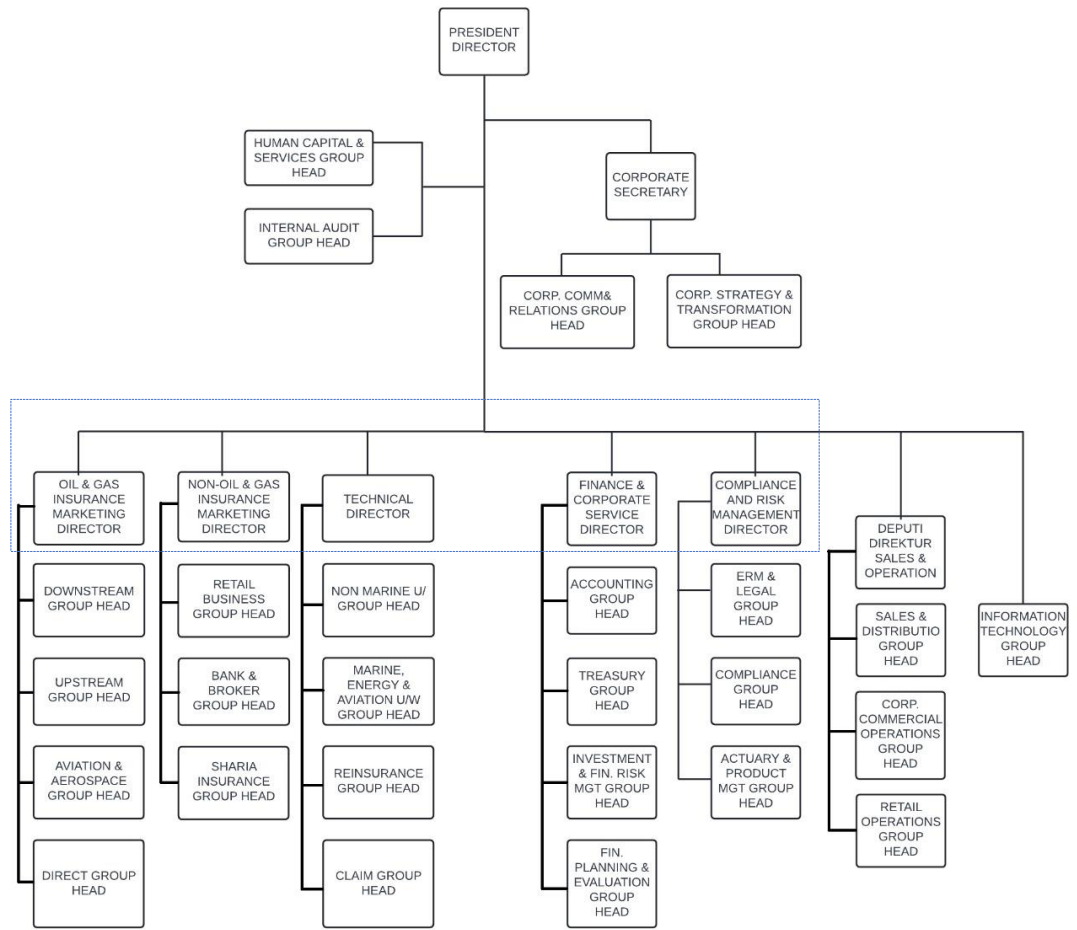 PRESIDENT
DIRECTOR
HUMAN CAPITAL &
SERVICES GROUP
HEAD
INTERNAL AUDIT
GROUP HEAD
CORPORATE
SECRETARY
CORP. COMM&
RELATIONS GROUP
HEAD
CORP. STRATEGY &
TRANSFORMATION
GROUP HEAD
OIL & GAS
INSURANCE
MARKETING
DIRECTOR
DOWNSTREAM
GROUP HEAD
UPSTREAM
GROUP HEAD
AVIATION &
AEROSPACE
GROUP HEAD
DIRECT GROUP
HEAD
NON-OIL & GAS
INSURANCE
MARKETING
DIRECTOR
RETAIL
BUSINESS
GROUP HEAD
BANK &
BROKER
GROUP HEAD
SHARIA
INSURANCE
GROUP HEAD
TECHNICAL
DIRECTOR
NON MARINE U/
GROUP HEAD
MARINE,
ENERGY &
AVIATION U/W
GROUP HEAD
REINSURANCE
GROUP HEAD
CLAIM GROUP
HEAD
FINANCE &
CORPORATE
SERVICE
DIRECTOR
ACCOUNTING
GROUP
HEAD
TREASURY
GROUP
HEAD
INVESTMENT
& FIN. RISK
MGT GROUP
HEAD
FIN.
PLANNING &
EVALUATION
GROUP
HEAD
COMPLIANCE
AND RISK
MANAGEMENT
DIRECTOR
ERM &
LEGAL
GROUP
HEAD
COMPLIANCE
GROUP
HEAD
ACTUARY &
PRODUCT
MGT GROUP
HEAD
DEPUTI
DIREKTUR
SALES &
OPERATION
SALES &
DISTRIBUTIO
GROUP
HEAD
CORP.
COMMERCIAL
OPERATIONS
GROUP
HEAD
RETAIL
OPERATIONS
GROUP
HEAD
INFORMATION
TECHNOLOGY
GROUP
HEAD